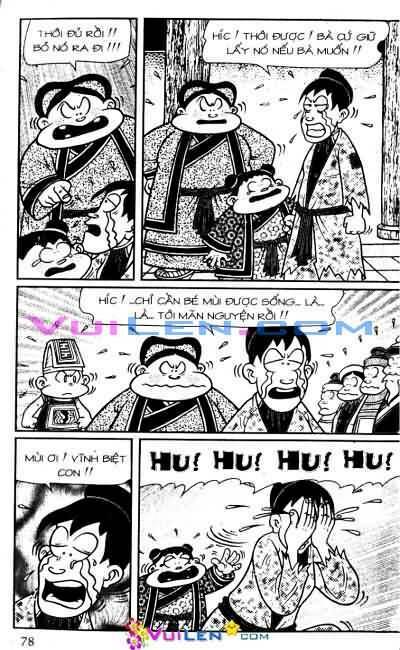 THÔI ĐỦ RỒI !!
BỎ NÓ RA ĐI !!!
HÍC ! THÔI ĐƯỢC ! BÀ CỨ GIỮ
LẤY NÓ NẾU BÀ MUỐN !!
HÍC ! ..CHỈ CẦN BÉ MÙI ĐƯỢC SỐNG.. LÀ..
LÀ.. TÔI MÃN NGUYỆN RỒI !!
VUILEN.COM
MÙI ƠI ! VĨNH BIỆT
CON !!
HU! HU! HU! HU!
78
VUILEN.COM